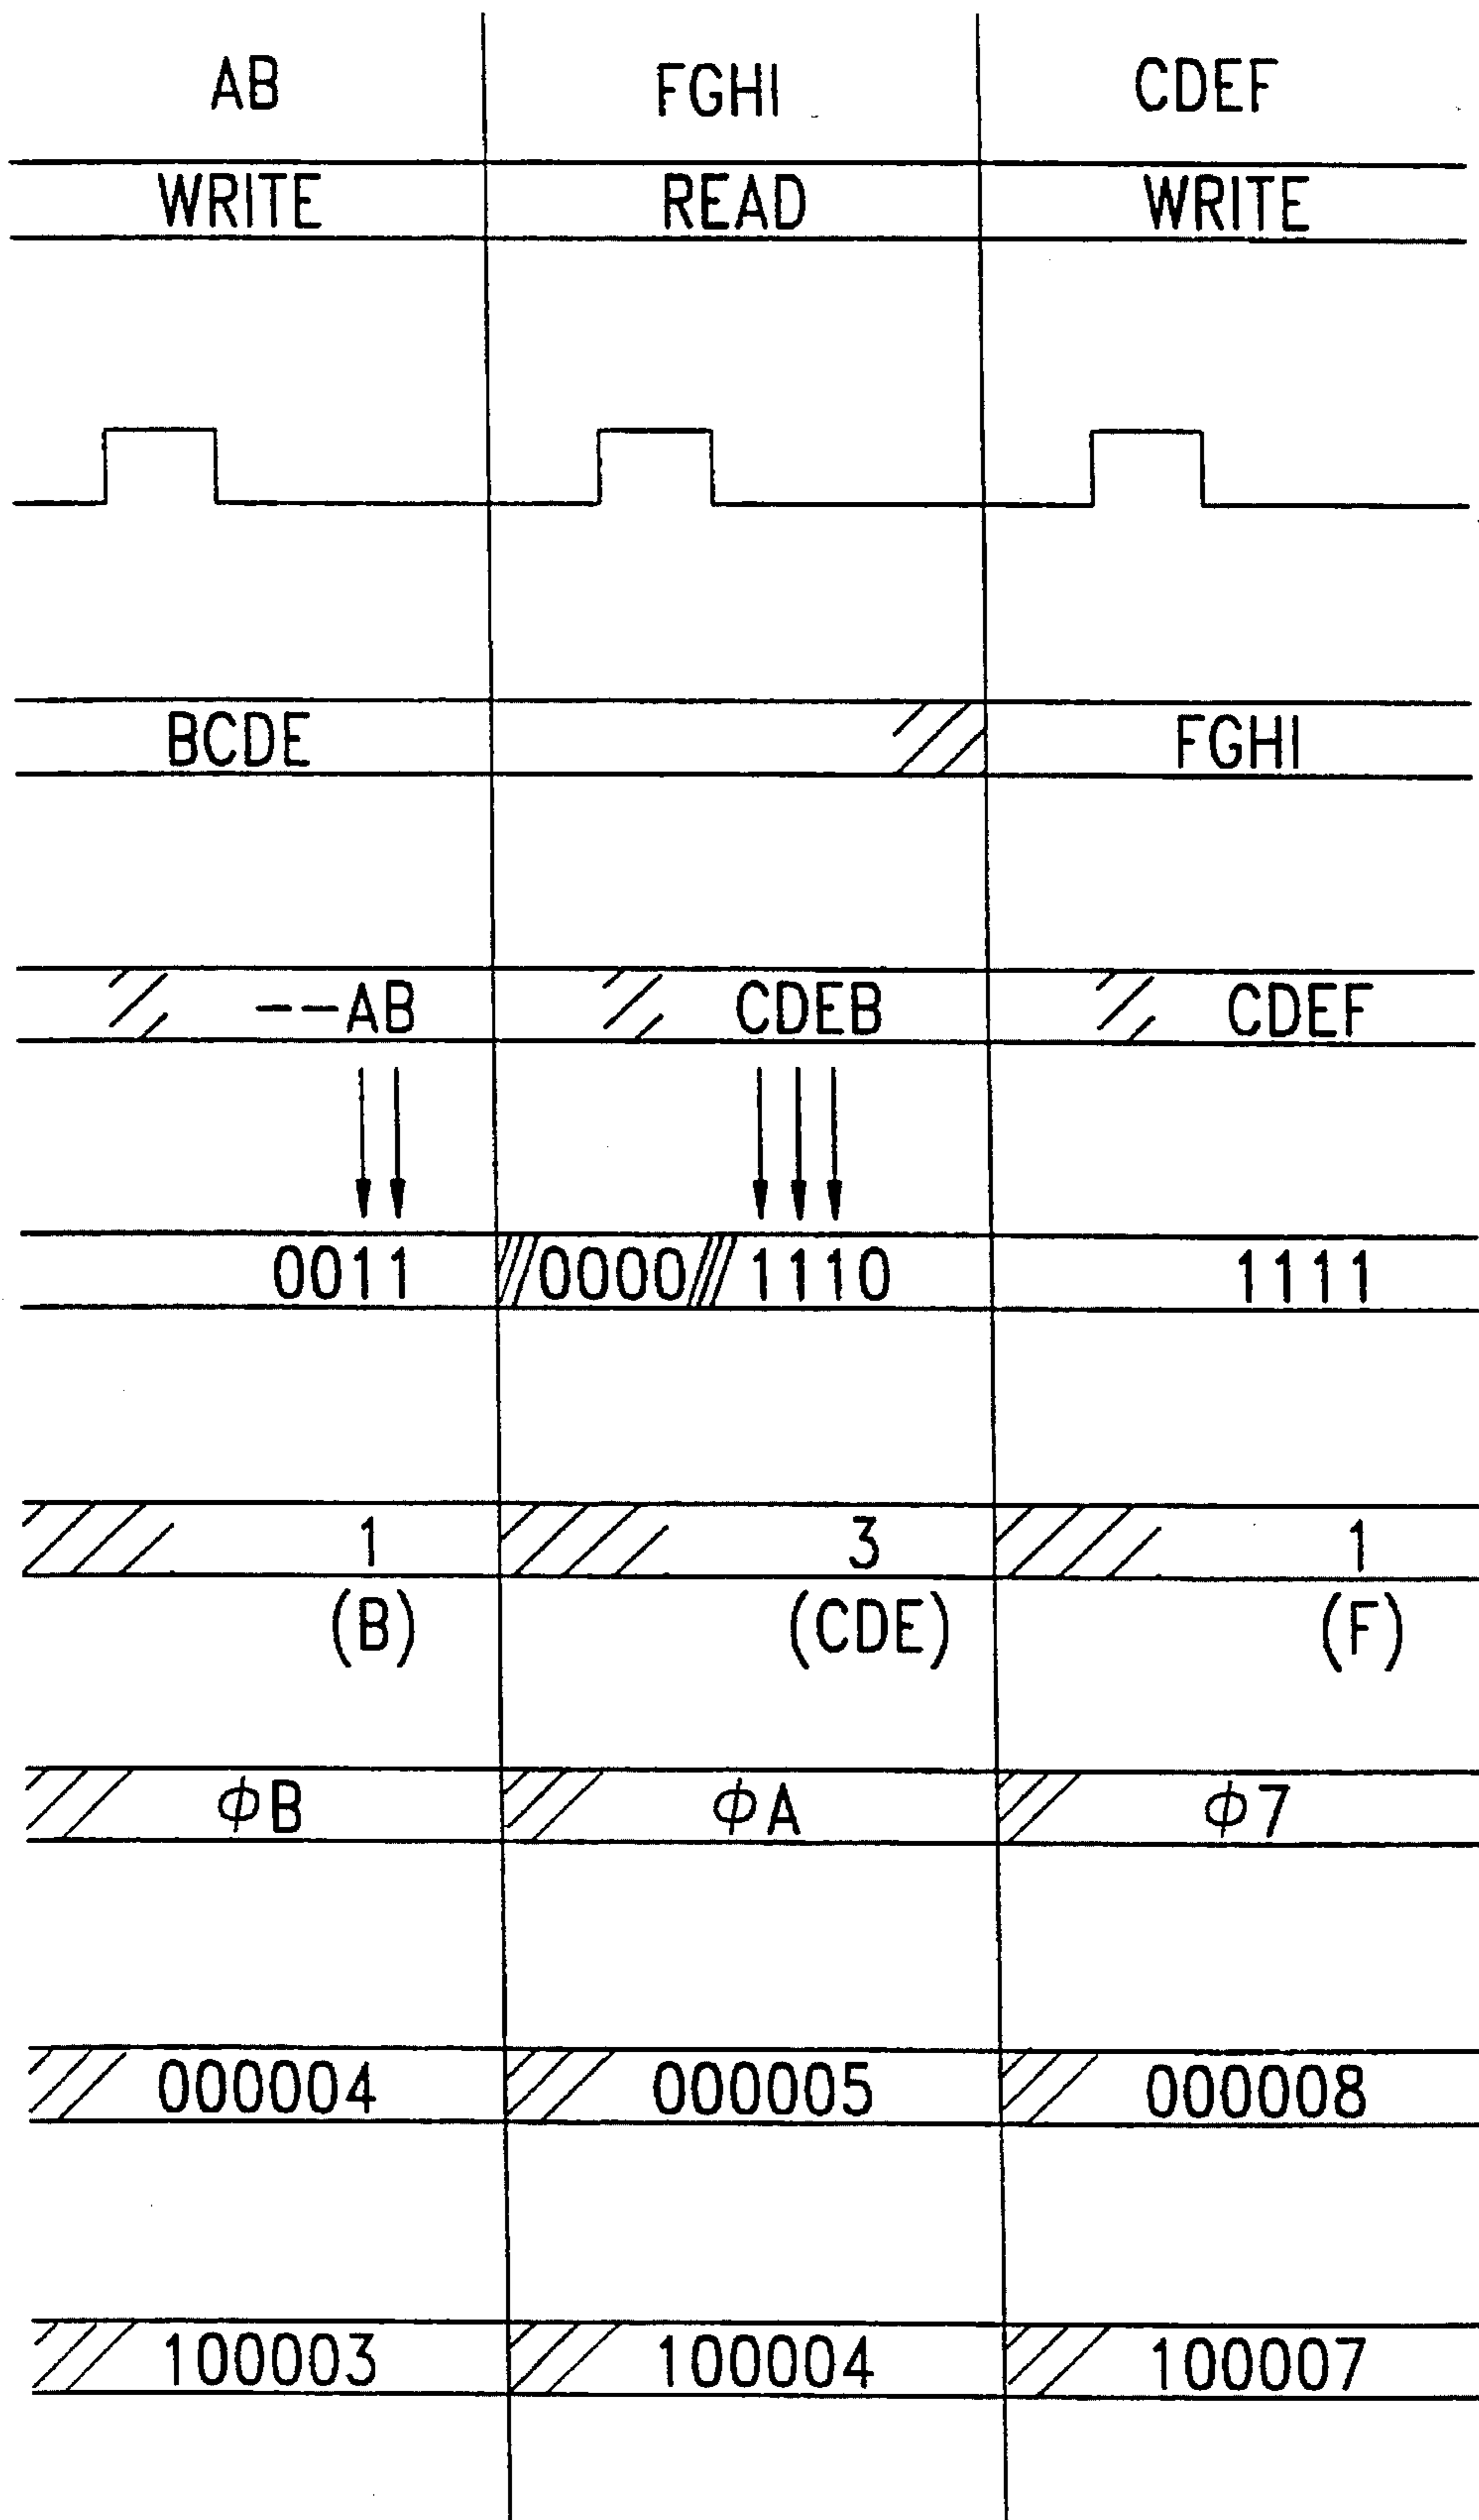 AB FGHI CDEF
WRITE READ WRITE
BCDE FGHI
--AB CDEB CDEF
0011 0000 1110 1111
1 3 1
(B) (CDE) (F)
ΦB ΦA Φ7
000004 000005 000008
100003 100004 100007